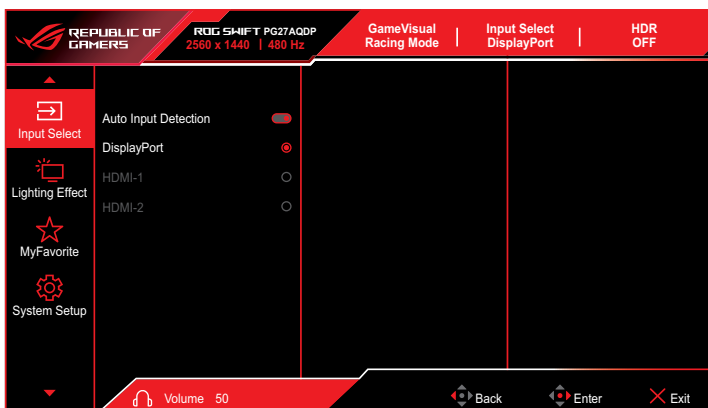 REPUBLIC OF
GAMERS
ROG SWIFT PG27AQDP
2560 x 1440 | 480 Hz
GameVisual
Racing Mode
Input Select
DisplayPort
HDR
OFF
Input Select
Lighting Effect
MyFavorite
System Setup
Auto Input Detection
DisplayPort
HDMI-1
HDMI-2
Volume 50
Back
Enter
Exit